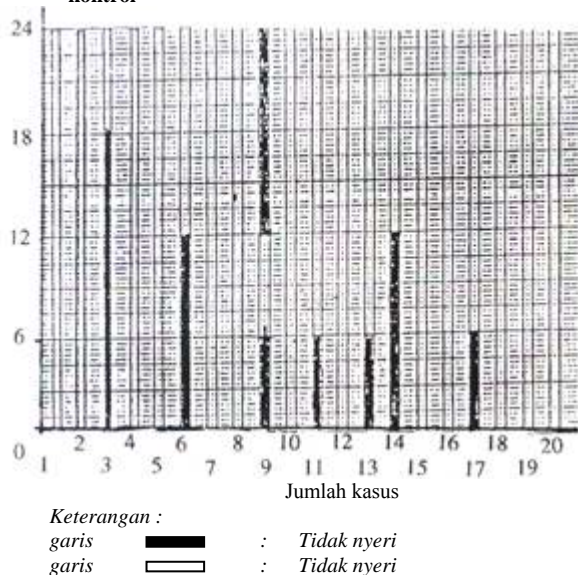 kontrol
24
18
12
6
0
2 4 6 8 10 12 14 16 18 20
1 3 5 7 9 11 13 15 17 19
Jumlah kasus
Keterangan :
garis : Tidak nyeri
garis : Tidak nyeri